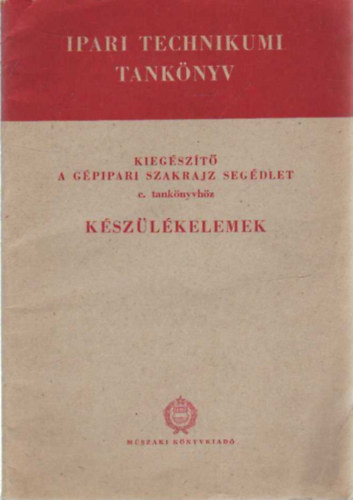 IPARI TECHNIKUMI
TANKÖNYV
KIEGÉSZÍTŐ
A GÉPIPARI SZAKRAJZ SEGÉDLET
c. tankönyvhöz
KÉSZÜLÉKELEMEK
MŰSZAKI KÖNYVKIADÓ